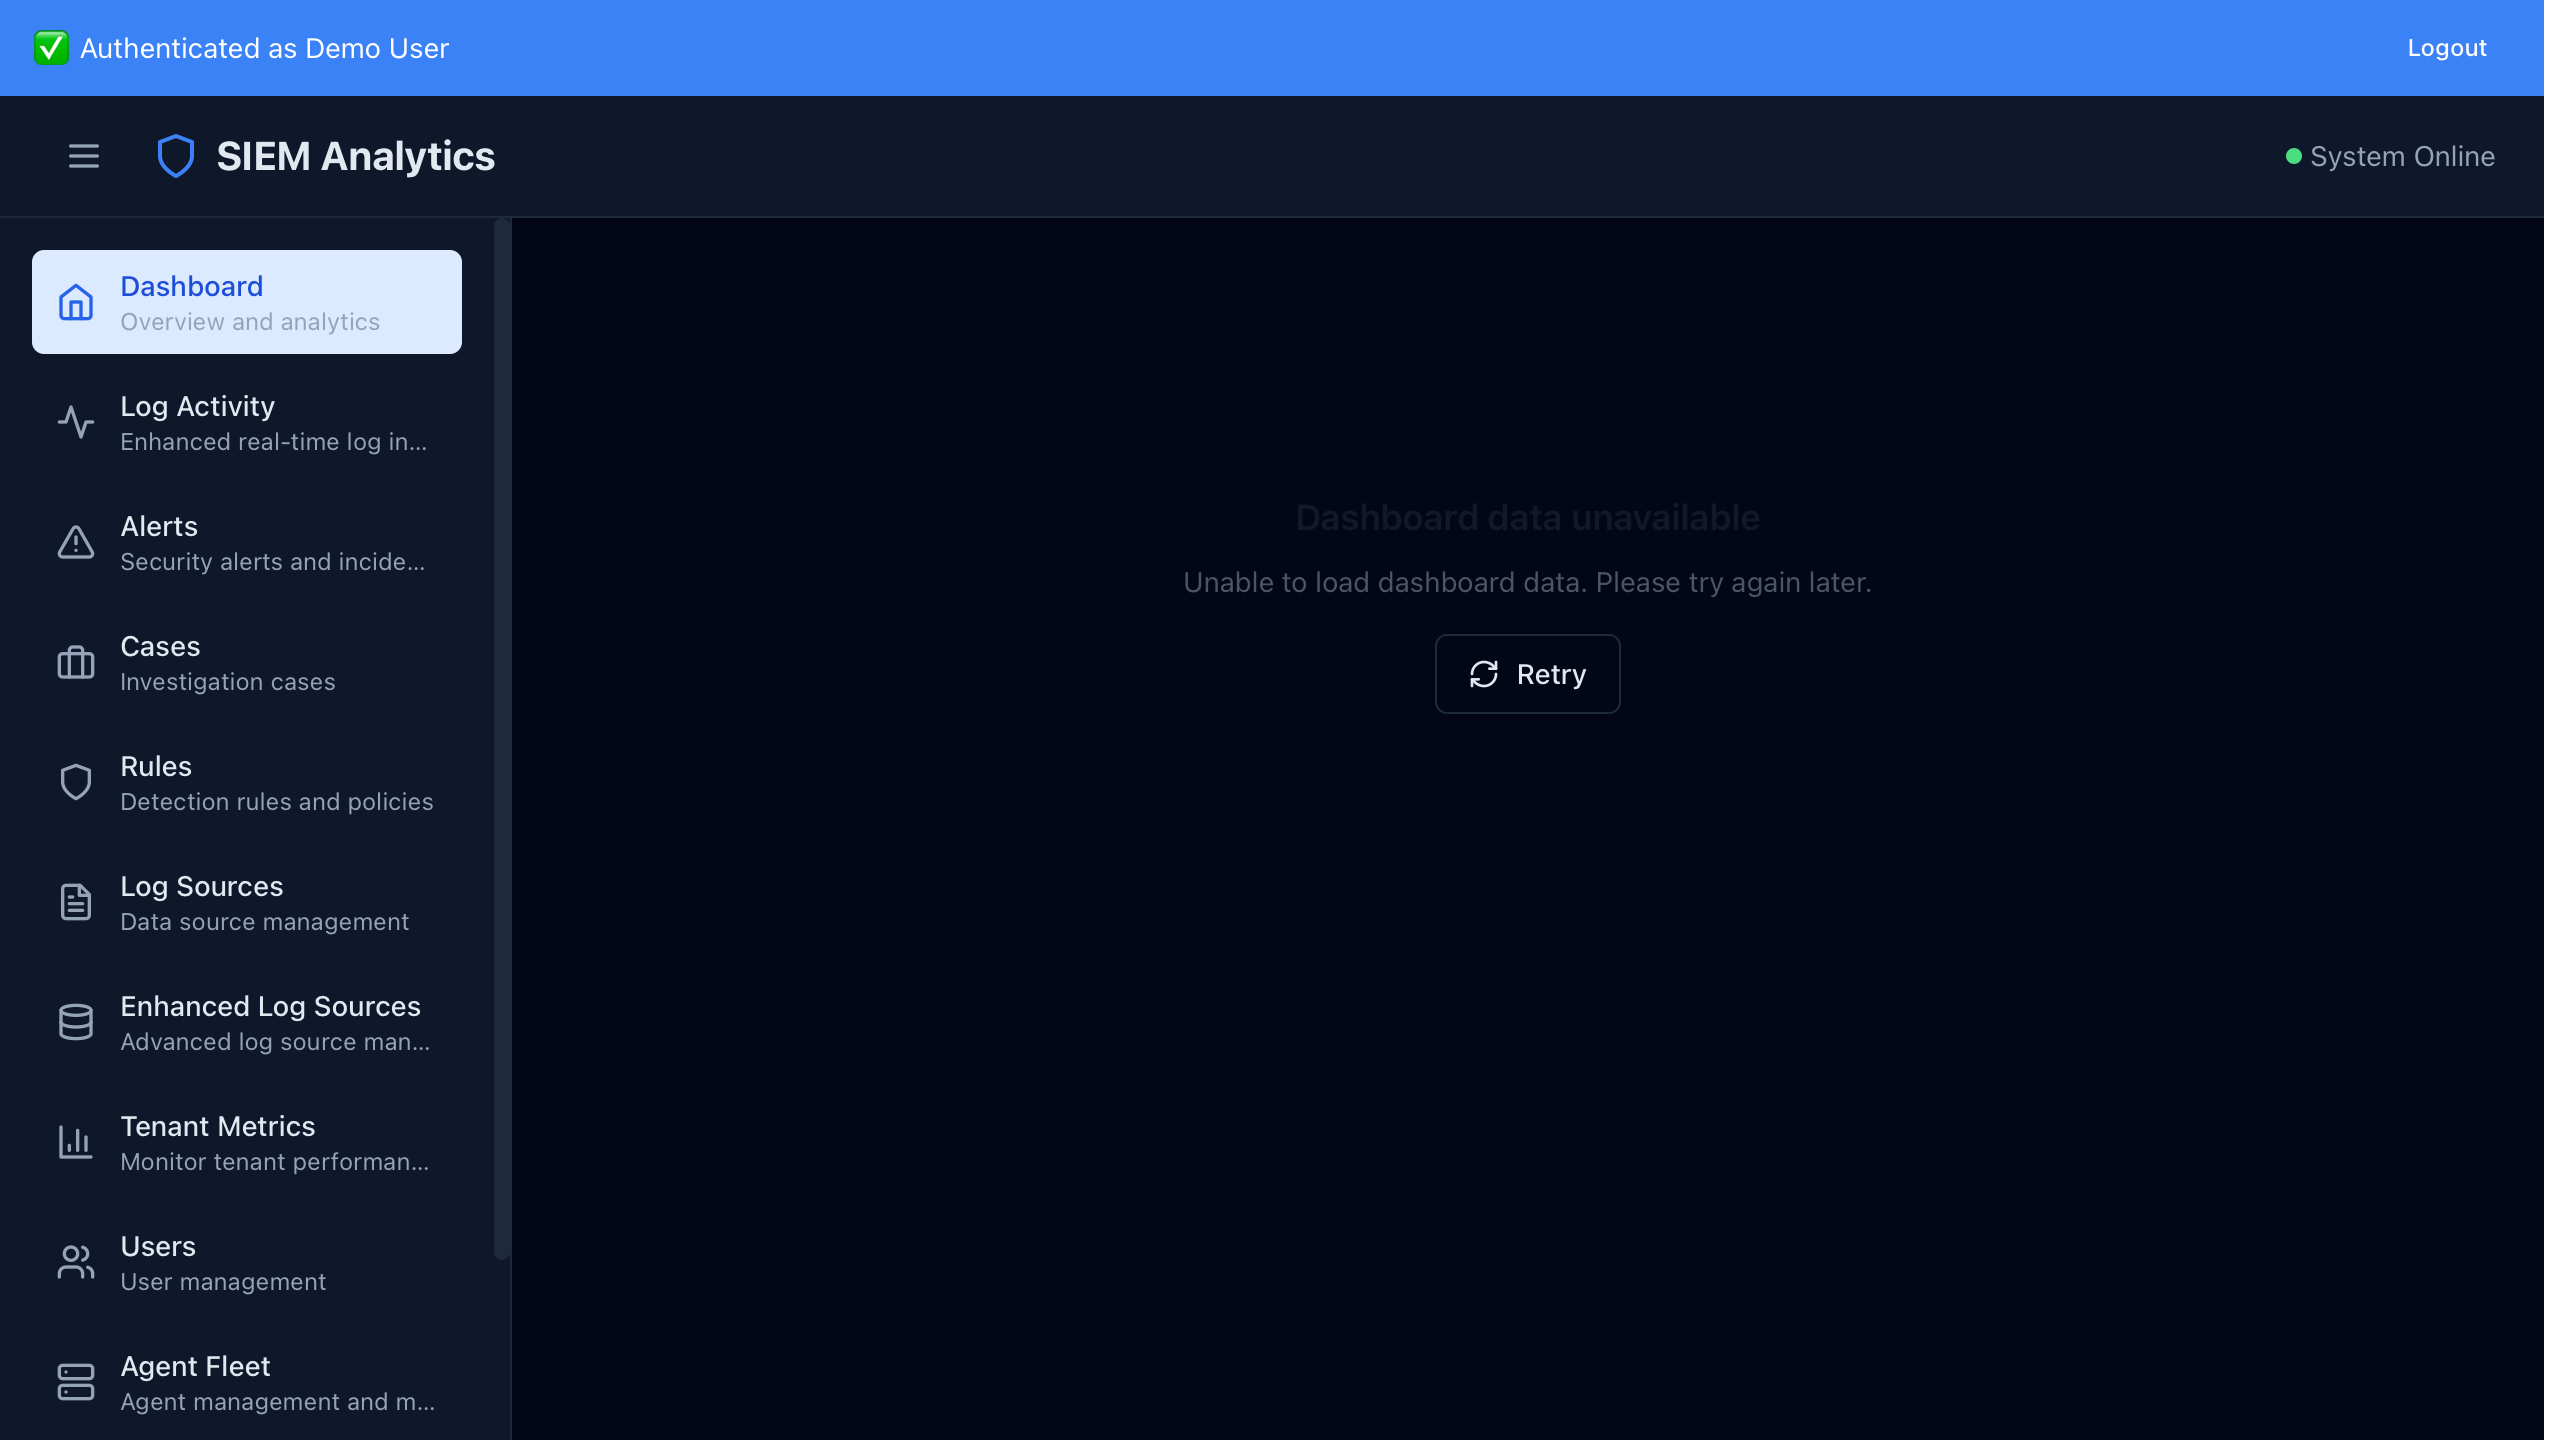 ✅ Authenticated as Demo User
Logout
SIEM Analytics
System Online
Dashboard
Overview and analytics
Log Activity
Enhanced real-time log in...
Alerts
Security alerts and incide...
Cases
Investigation cases
Rules
Detection rules and policies
Log Sources
Data source management
Enhanced Log Sources
Advanced log source man...
Tenant Metrics
Monitor tenant performan...
Users
User management
Agent Fleet
Agent management and m...
Dashboard data unavailable
Unable to load dashboard data. Please try again later.
Retry